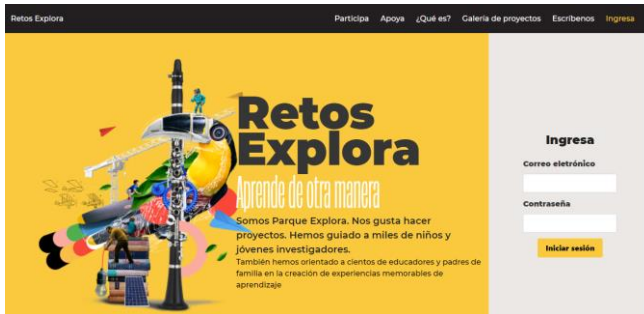 Retos Explora
Participa Apoya ¿Qué es? Galería de proyectos Escríbenos Ingresa
Retos
Explora
Aprende de otra manera
Somos Parque Explora. Nos gusta hacer
proyectos. Hemos guiado a miles de niños y
jóvenes investigadores.
También hemos orientado a cientos de educadores y padres de
familia en la creación de experiencias memorables de
aprendizaje
Ingresa
Correo eletrónico
Contraseña
Iniciar sesión